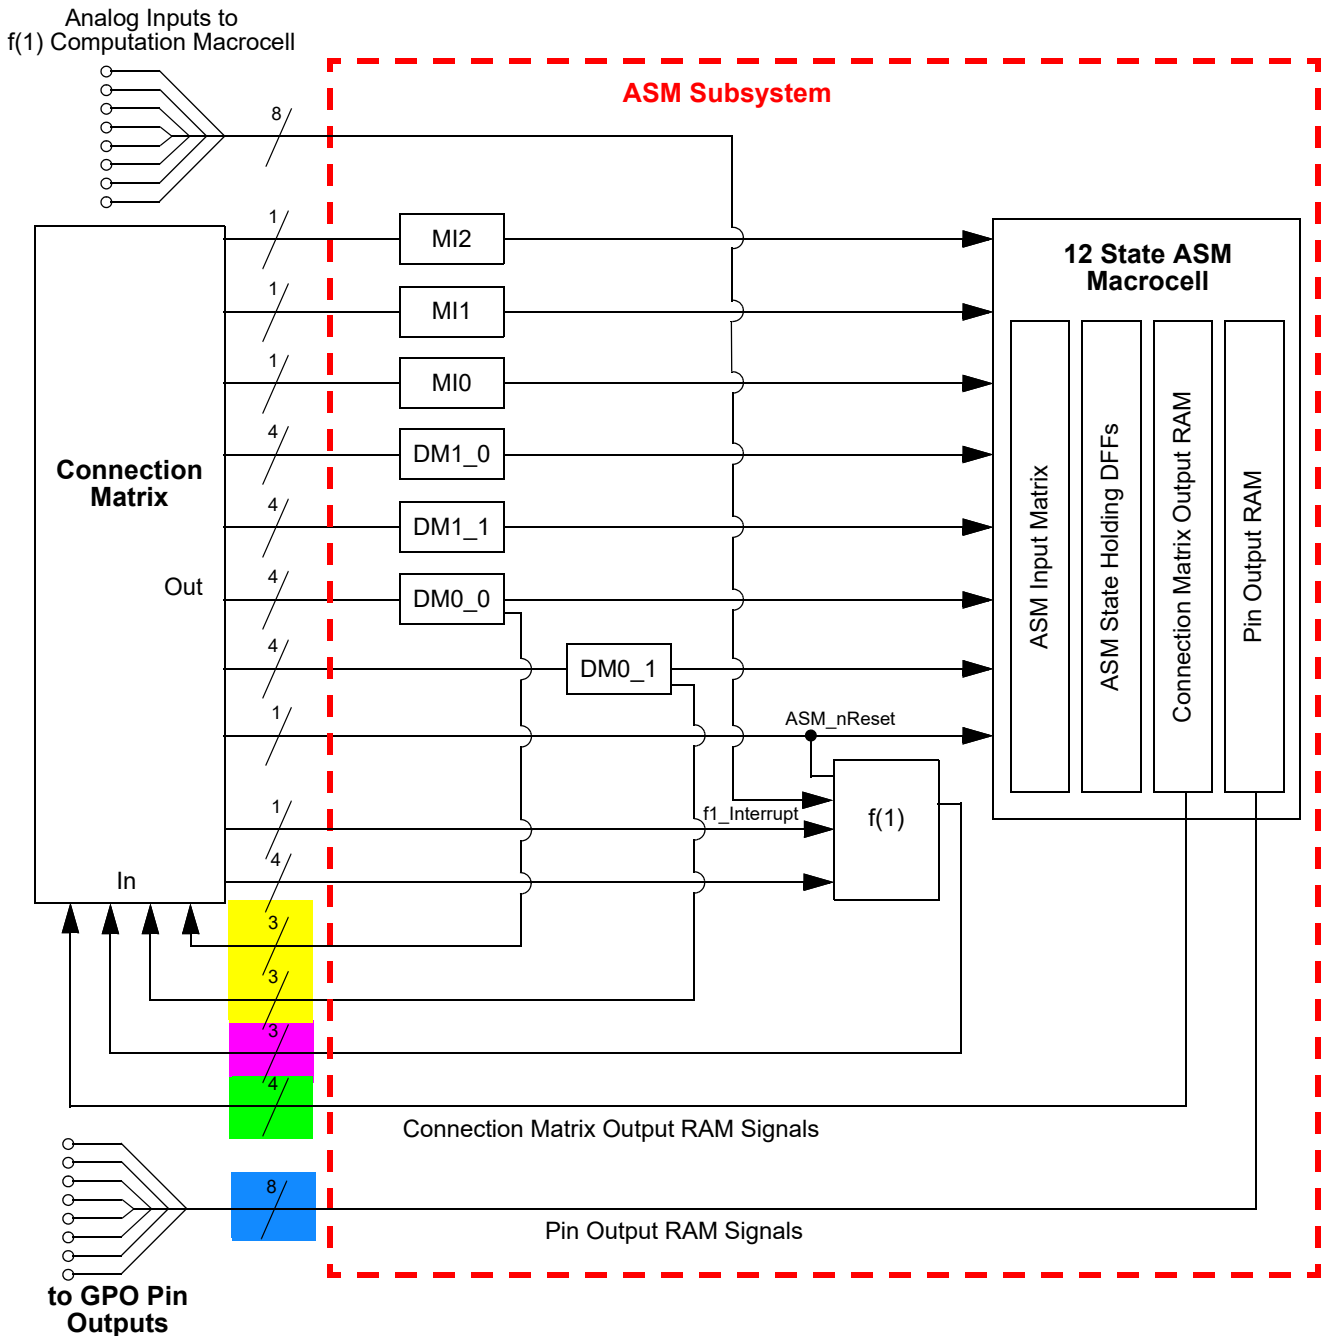 Analog Inputs to
f(1) Computation Macrocell
ASM Subsystem
8
1
MI2
12 State ASM
Macrocell
1
MI1
1
MI0
4
DM1_0
Connection
Matrix
4
DM1_1
Out
4
DM0_0
4
DM0_1
1
ASM_nReset
ASM Input Matrix
ASM State Holding DFFs
Connection Matrix Output RAM
Pin Output RAM
1
f1_Interrupt
f(1)
4
In
3
3
3
4
Connection Matrix Output RAM Signals
8
Pin Output RAM Signals
to GPO Pin
Outputs